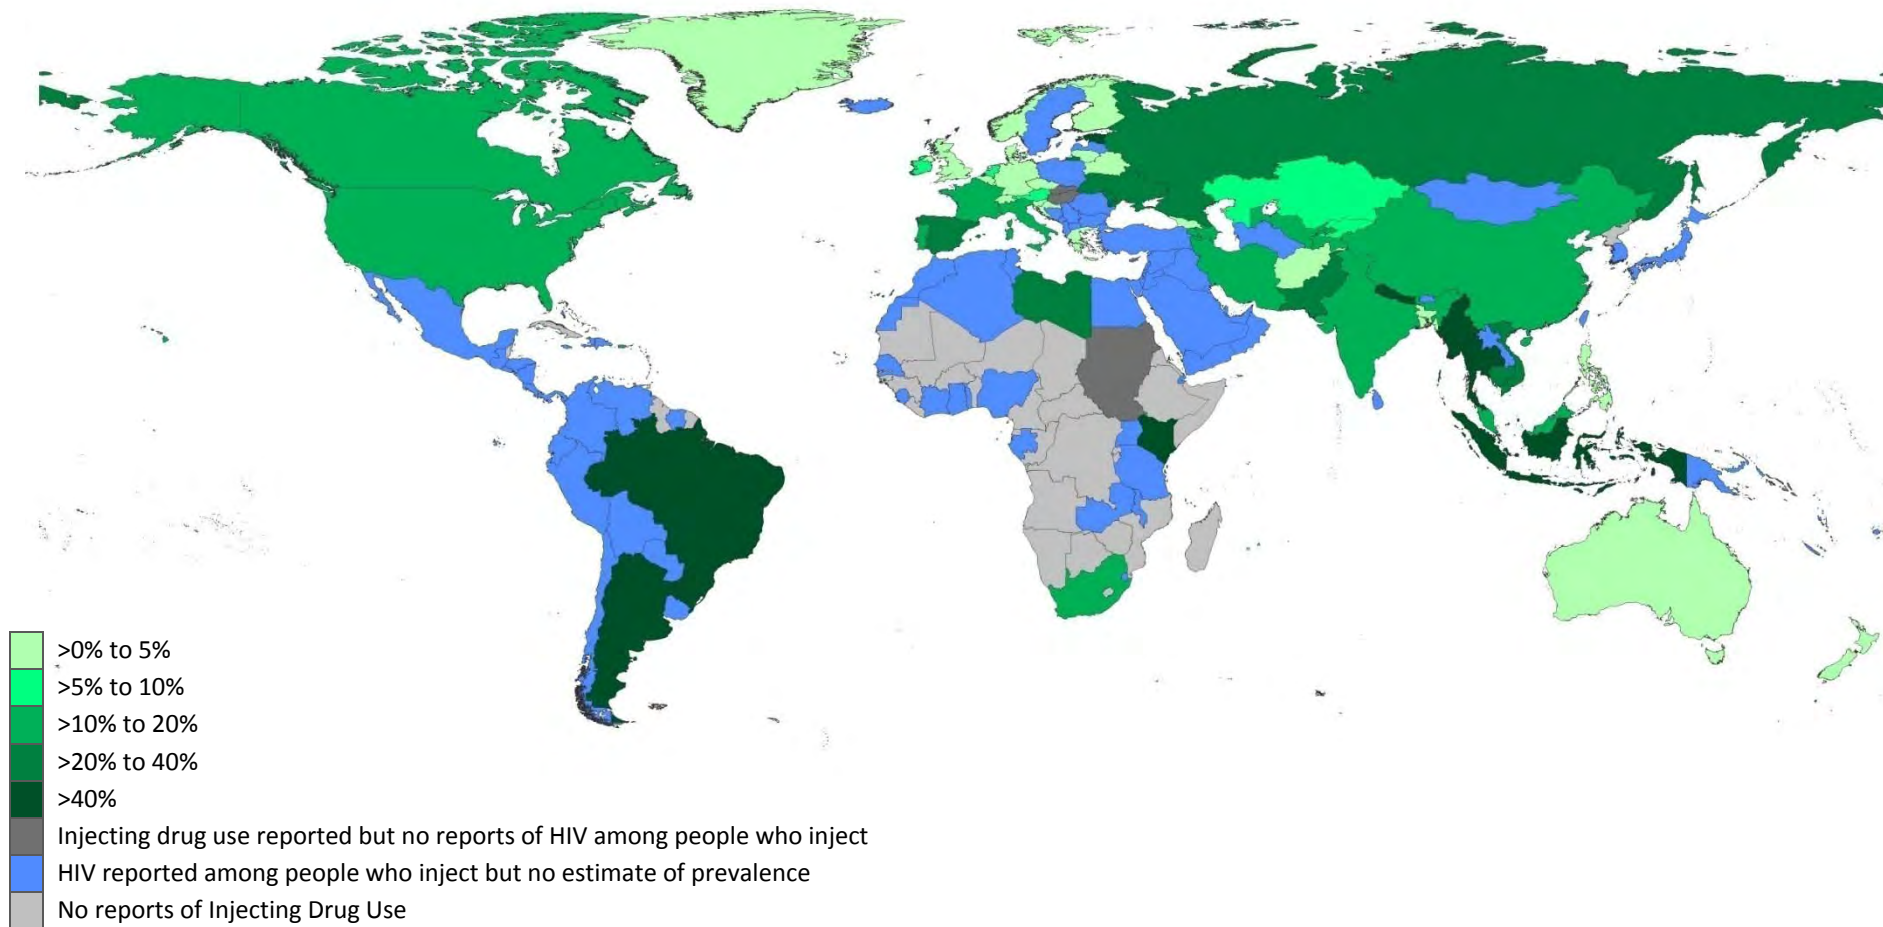 >0% to 5%
>5% to 10%
>10% to 20%
>20% to 40%
>40%
Injecting drug use reported but no reports of HIV among people who inject
HIV reported among people who inject but no estimate of prevalence
No reports of Injecting Drug Use